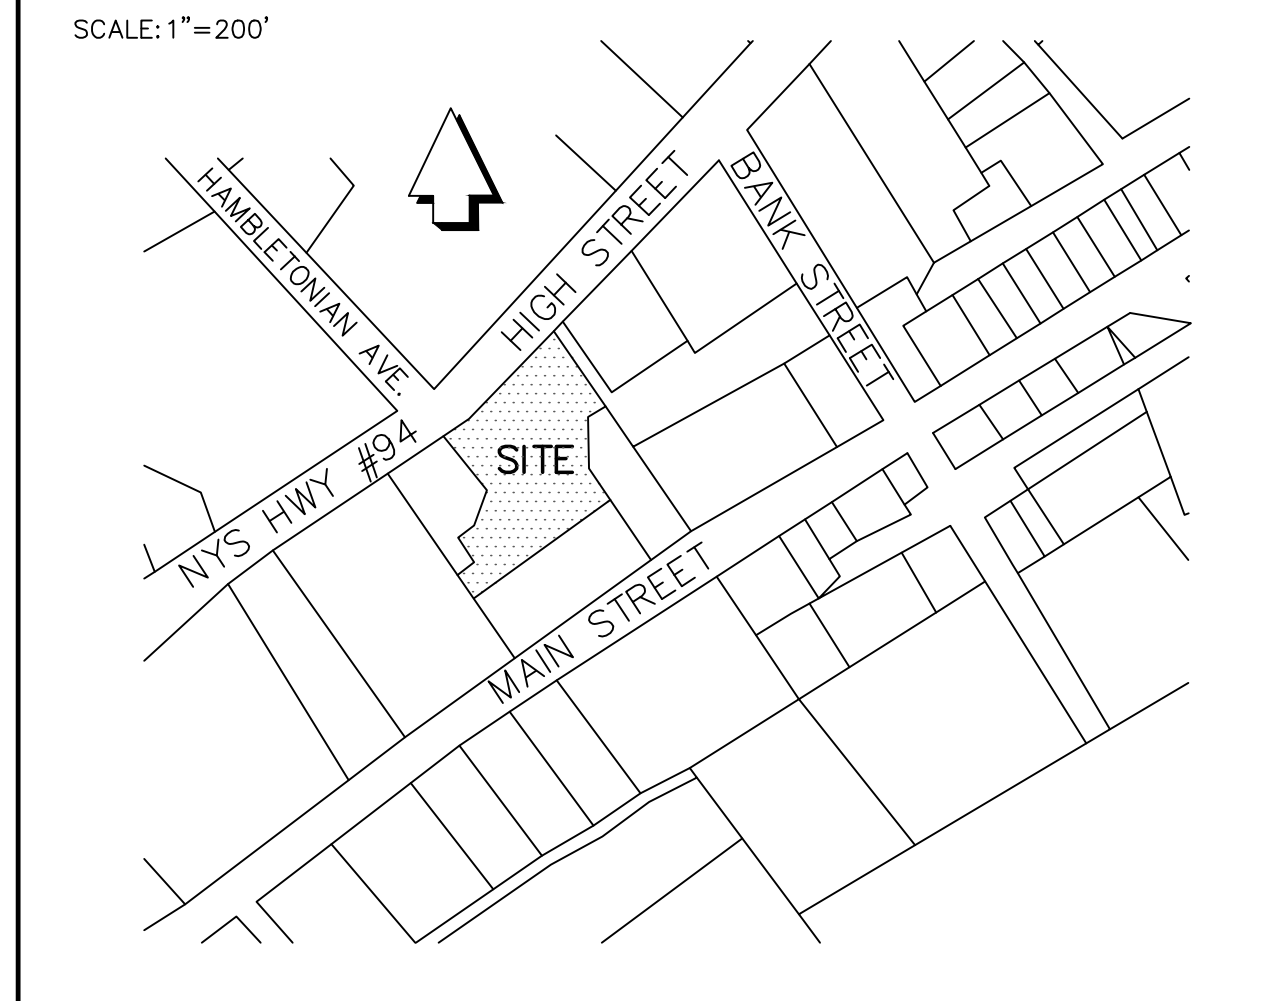 SCALE: 1"=200'
HAMBLETONIAN AVE.
HIGH STREET
BANK STREET
NYS HWY #94
SITE
MAIN STREET